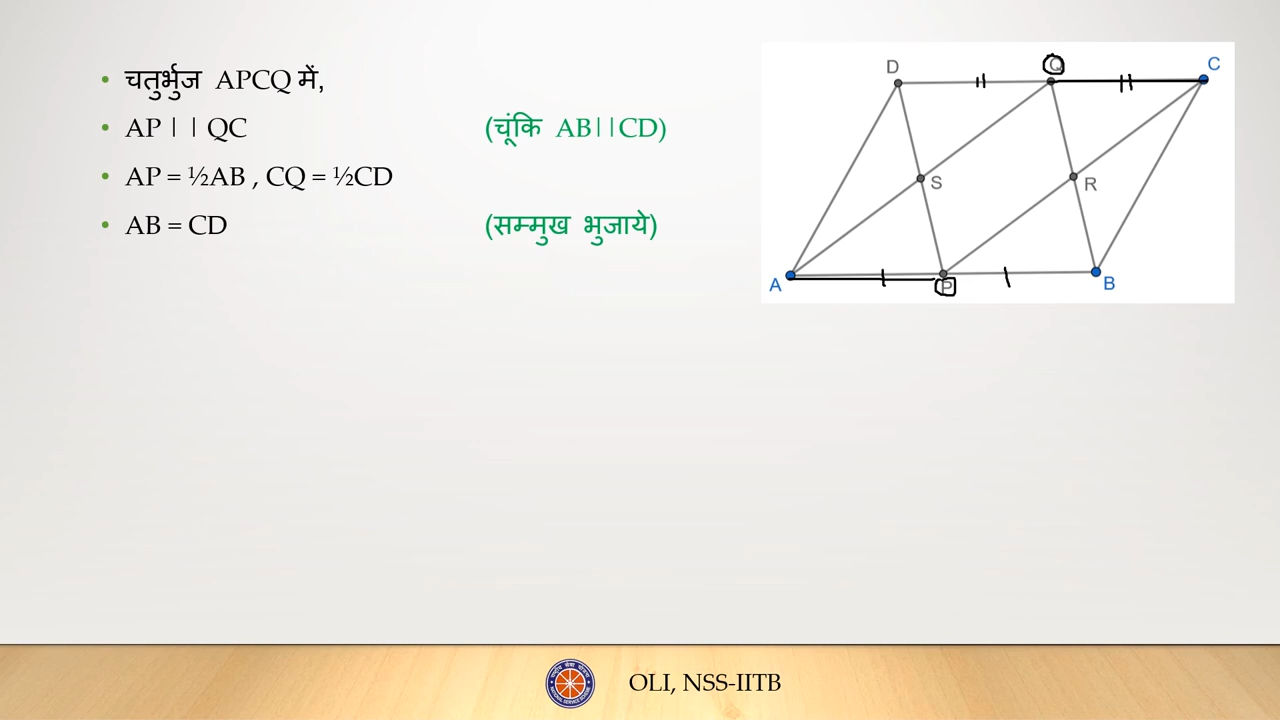 चतुर्भुज APCQ में,
AP || QC (चूंकि AB||CD)
AP = ½AB , CQ = ½CD
AB = CD (सम्मुख भुजाये)
D Q C
S R
A P B
OLI, NSS-IITB